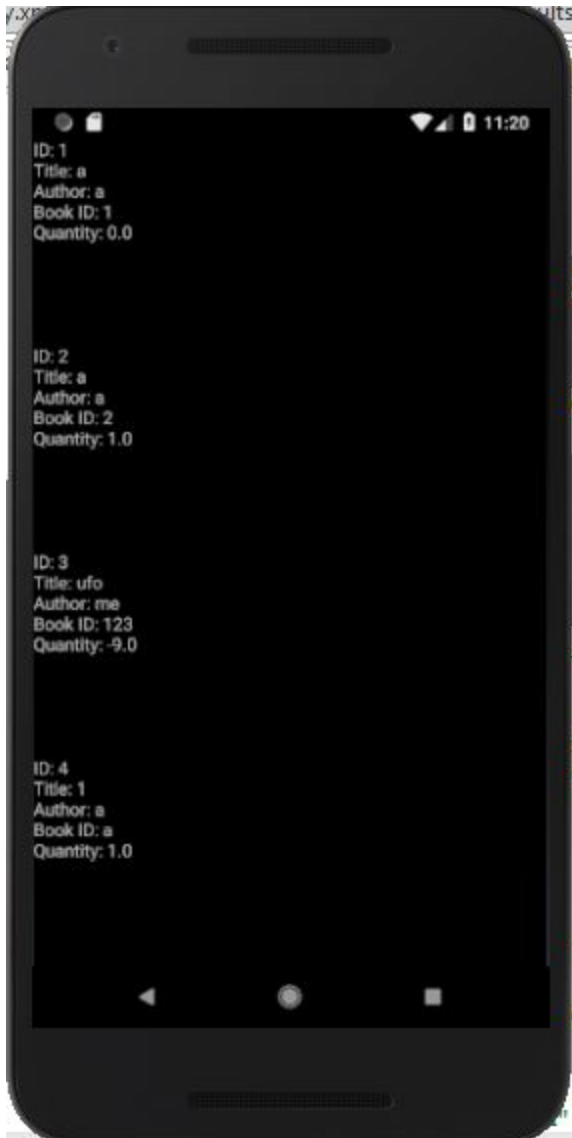 y.xm
ults
11:20
ID: 1
Title: a
Author: a
Book ID: 1
Quantity: 0.0
ID: 2
Title: a
Author: a
Book ID: 2
Quantity: 1.0
ID: 3
Title: ufo
Author: me
Book ID: 123
Quantity: -9.0
ID: 4
Title: 1
Author: a
Book ID: a
Quantity: 1.0